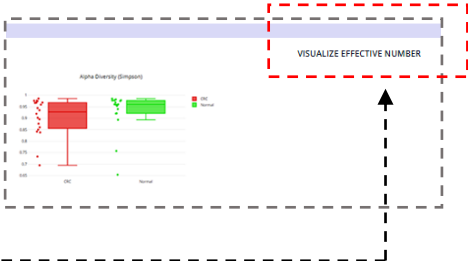 VISUALIZE EFFECTIVE NUMBER
Alpha Diversity (Simpson)
CRC
Normal
1
0.95
0.9
0.85
0.8
0.75
0.7
0.65
CRC
Normal